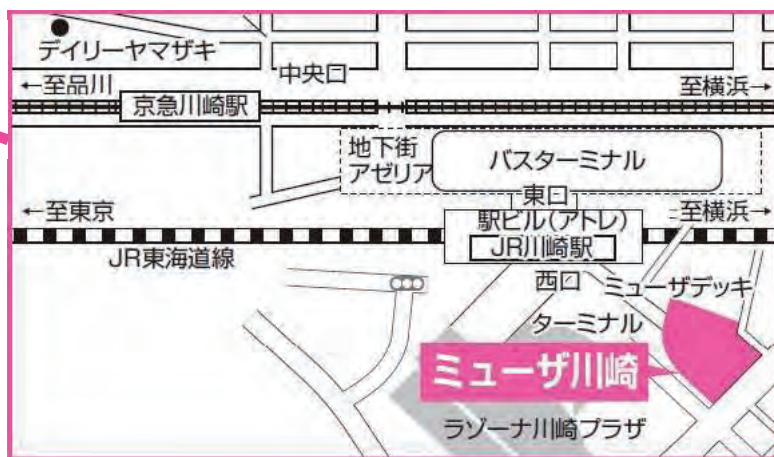 デイリーヤマザキ
中央口
←至品川
至横浜→
京急川崎駅
地下街
アゼリア
バスターミナル
東口
←至東京
駅ビル(アトレ)
至横浜→
JR川崎駅
JR東海道線
西口
ミューザデッキ
ターミナル
ミューザ川崎
ラゾーナ川崎プラザ